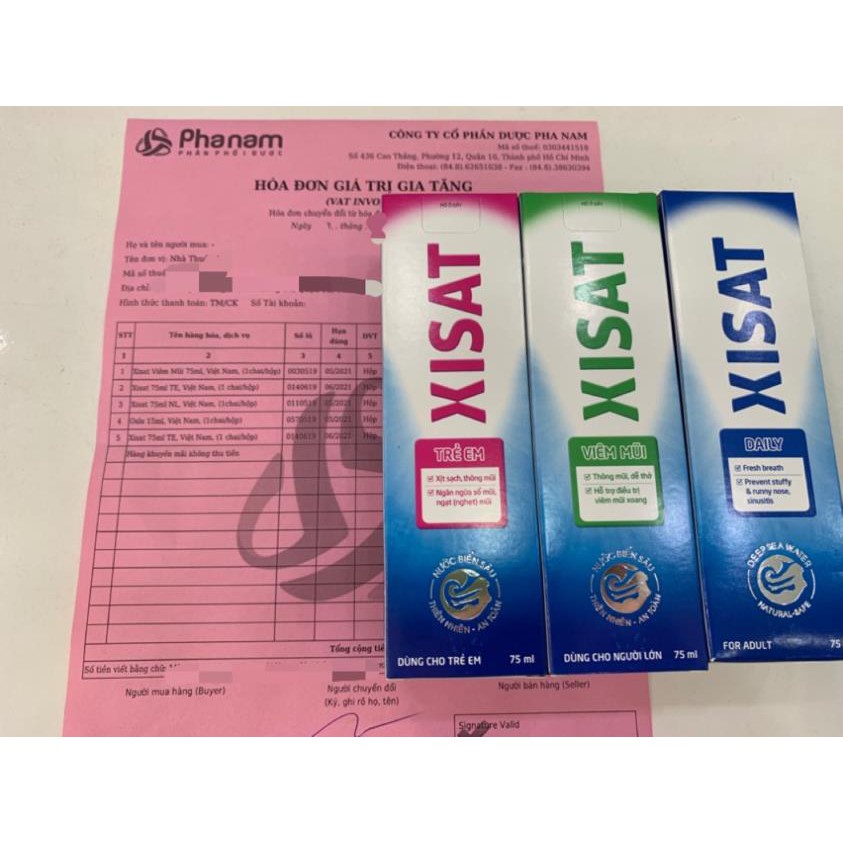 Phanam
PHÂN PHỐI DƯỢC
CÔNG TY CỔ PHẦN DƯỢC PHA NAM
Mã số thuế: 0303441519
Số 436 Cao Thắng, Phường 12, Quận 10, Thành phố Hồ Chí Minh
Điện thoại: (84.8) 62651638 - Fax : (84.8) 38630294
HÓA ĐƠN GIÁ TRỊ GIA TĂNG
(VAT INVO
Hóa đơn chuyển đổi từ hóa
Ngày tháng
Họ và tên người mua: -
Tên đơn vị: Nhà Thu
Mã số thuế
Địa chỉ:
Hình thức thanh toán: TM/CK Số Tài khoản:
STT Tên hàng hóa, dịch vụ Số lô Hạn dùng ĐVT
1 2 3 4 5
1 Xisat Viêm Mũi 75ml, Việt Nam, (1chai/hộp) 0030519 05/2021 Hộp
2 Xisat 75ml TE, Việt Nam, (1 chai/hộp) 0140619 06/2021 Hộp
3 Xisat 75ml NL, Việt Nam, (1chai/hộp) 0110519 05/2021 Hộp
4 15ml, Việt Nam, (1chai/hộp) 0570519 05/2021 Hộp
5 Xisat 75ml TE, Việt Nam, (1 chai/hộp) 0140619 06/2021 Hộp
Hàng khuyến mãi không thu tiền
Tổng cộng tiề
Số tiền viết bằng chữ:
Người mua hàng (Buyer)
Người chuyển đổi
(Ký, ghi rõ họ, tên)
Người bán hàng (Seller)
Signature Valid
MỞ Ở ĐÂY
XISAT
TRẺ EM
Xịt sạch, thông mũi
Ngăn ngừa sổ mũi,
ngạt (nghẹt) mũi
NƯỚC BIỂN SÂU
THIÊN NHIÊN - AN TOÀN
DÙNG CHO TRẺ EM 75 ml
MỞ Ở ĐÂY
XISAT
VIÊM MŨI
Thông mũi, dễ thở
Hỗ trợ điều trị
viêm mũi xoang
NƯỚC BIỂN SÂU
THIÊN NHIÊN - AN TOÀN
DÙNG CHO NGƯỜI LỚN 75 ml
XISAT
DAILY
Fresh breath
Prevent stuffy
& runny nose,
sinusitis
DEEP SEA WATER
NATURAL-SAFE
FOR ADULT 75